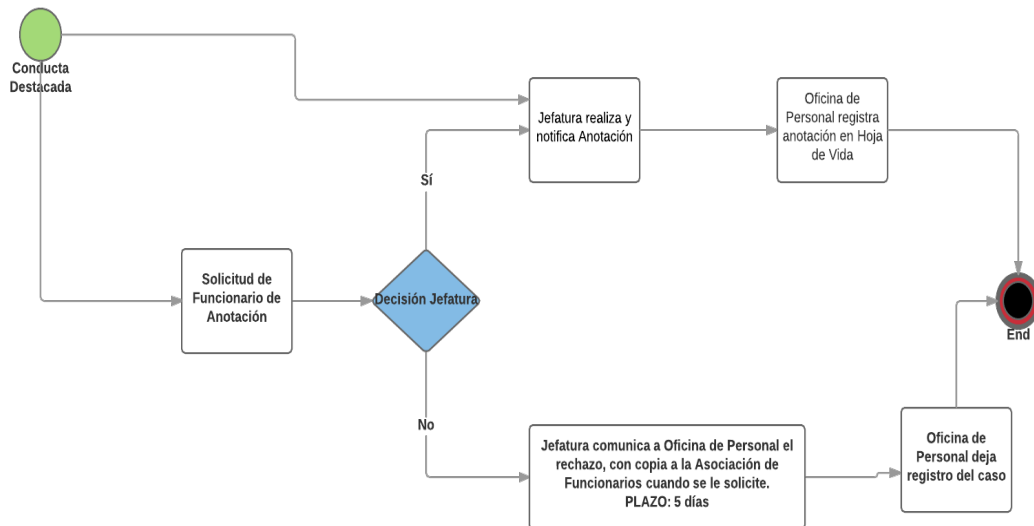 Conducta
Destacada
Jefatura realiza y
notifica Anotación
Oficina de
Personal registra
anotación en Hoja
de Vida
Sí
Solicitud de
Funcionario de
Anotación
Decisión Jefatura
End
No
Jefatura comunica a Oficina de Personal el
rechazo, con copia a la Asociación de
Funcionarios cuando se le solicite.
PLAZO: 5 días
Oficina de
Personal deja
registro del caso